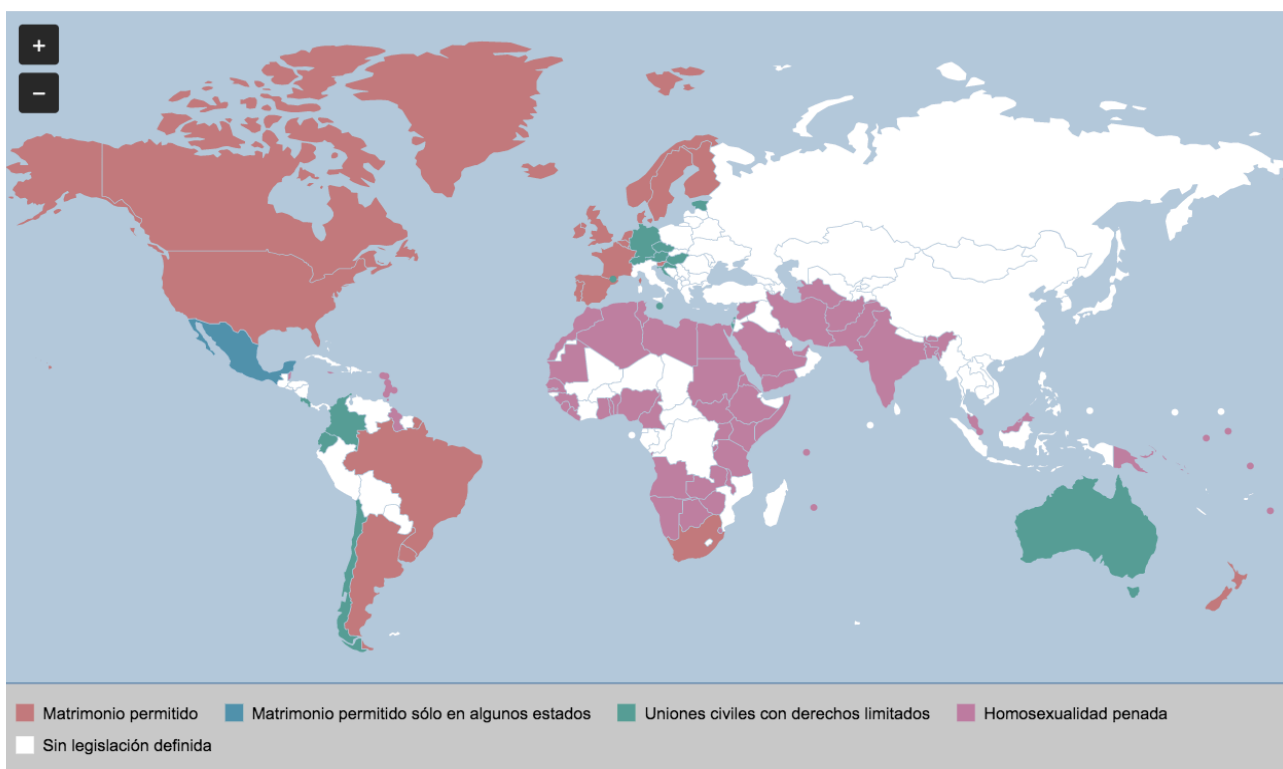 +
−
Matrimonio permitido
Matrimonio permitido sólo en algunos estados
Uniones civiles con derechos limitados
Homosexualidad penada
Sin legislación definida